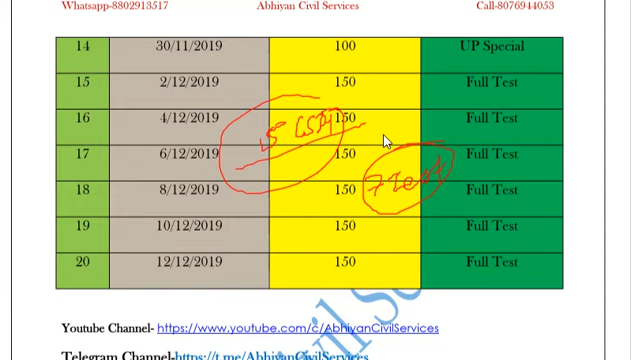 Whatsapp-8802913517 Abhiyan Civil Services Call-8076944053
14 30/11/2019 100 UP Special
15 2/12/2019 150 Full Test
16 4/12/2019 150 Full Test
17 6/12/2019 150 Full Test
18 8/12/2019 150 Full Test
19 10/12/2019 150 Full Test
20 12/12/2019 150 Full Test
7 Test
Civil
Youtube Channel- https://www.youtube.com/c/AbhiyanCivilServices
Telegram Channel-https://t.me/AbhiyanCivilServices